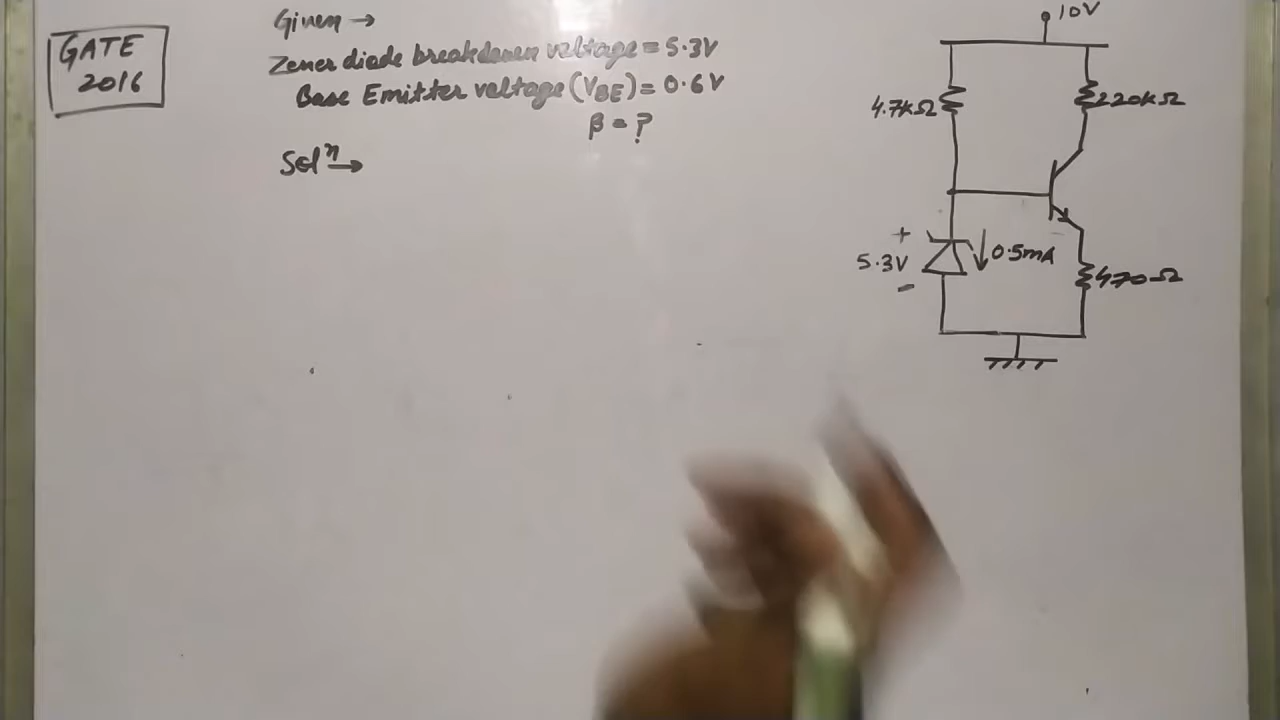 GATE
2016
Given →
Zener diode breakdown voltage = 5.3V
Base Emitter voltage (VBE) = 0.6V
β = ?
Solⁿ →
10V
4.7kΩ
220kΩ
+
5.3V
-
0.5mA
470Ω